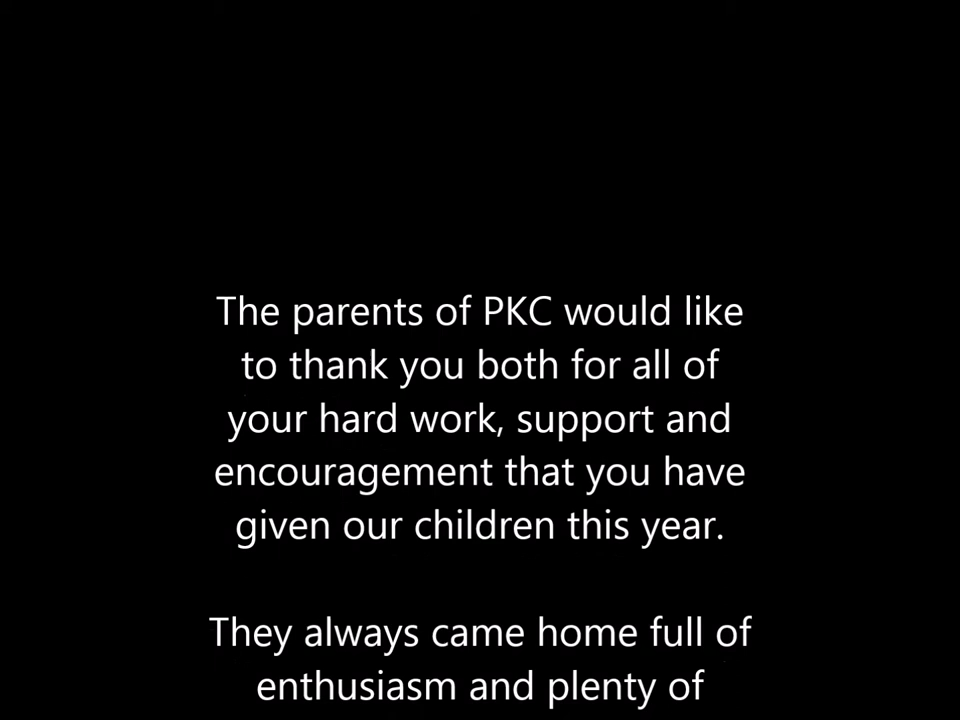 The parents of PKC would like
to thank you both for all of
your hard work, support and
encouragement that you have
given our children this year.
They always came home full of
enthusiasm and plenty of